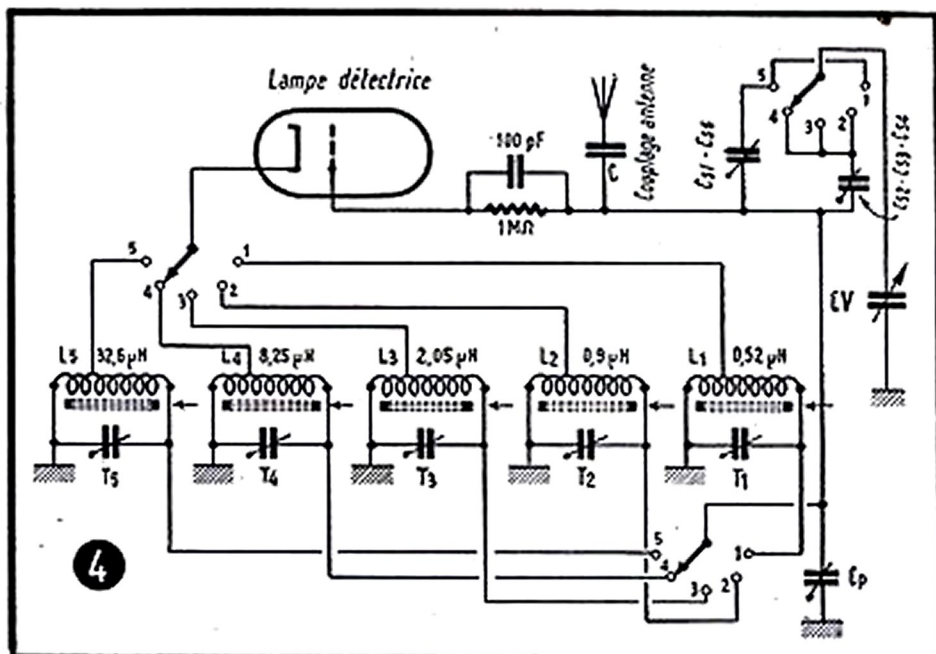 Lampe détectrice
100 pF
1MΩ
C
Couplage antenne
Cs1 - Cs5
5
4
3
2
1
Cs2 - Cs3 - Cs4
CV
5
4
3
2
1
L5 32,6 µH
L4 8,25 µH
L3 2,05 µH
L2 0,9 µH
L1 0,52 µH
T5
T4
T3
T2
T1
5
4
3
2
1
Cp
4